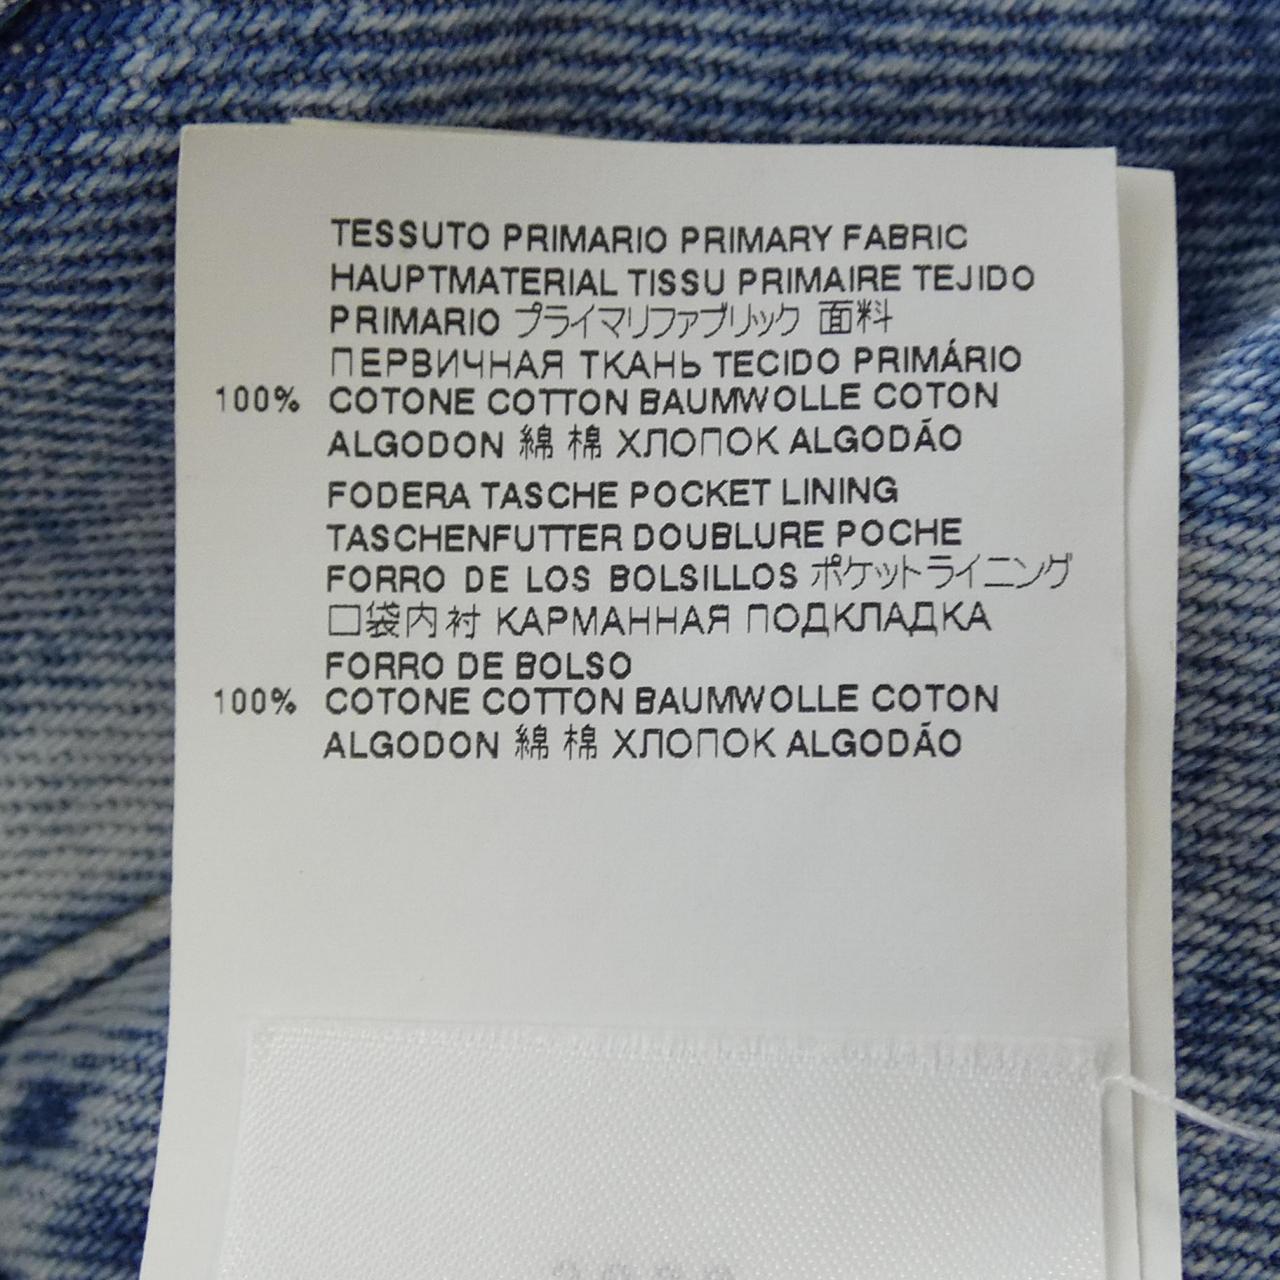 TESSUTO PRIMARIO PRIMARY FABRIC
HAUPTMATERIAL TISSU PRIMAIRE TEJIDO
PRIMARIO プライマリファブリック 面料
ПЕРВИЧНАЯ ТКАНЬ TECIDO PRIMÁRIO
100% COTONE COTTON BAUMWOLLE COTON
ALGODON 綿 棉 ХЛОПОК ALGODÃO
FODERA TASCHE POCKET LINING
TASCHENFUTTER DOUBLURE POCHE
FORRO DE LOS BOLSILLOS ポケットライニング
口袋内衬 КАРМАННАЯ ПОДКЛАДКА
FORRO DE BOLSO
100% COTONE COTTON BAUMWOLLE COTON
ALGODON 綿 棉 ХЛОПОК ALGODÃO